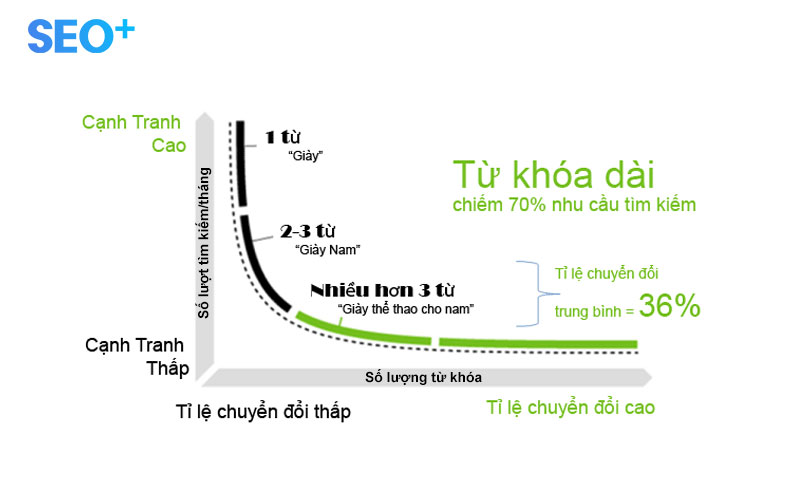 SEO+
Cạnh Tranh
Cao
Số lượt tìm kiếm/tháng
1 từ
“Giày”
2-3 từ
“Giày Nam”
Nhiều hơn 3 từ
“Giày thể thao cho nam”
Từ khóa dài
chiếm 70% nhu cầu tìm kiếm
Tỉ lệ chuyển đổi
trung bình = 36%
Cạnh Tranh
Thấp
Số lượng từ khóa
Tỉ lệ chuyển đổi thấp
Tỉ lệ chuyển đổi cao